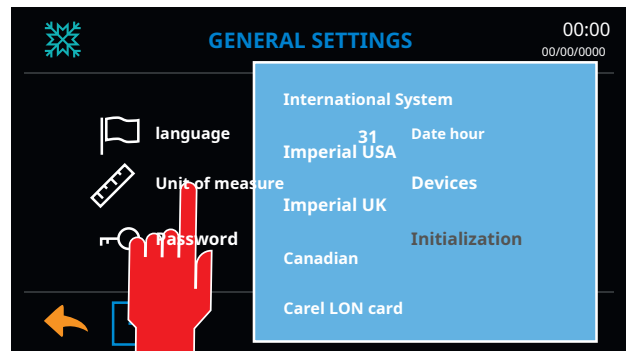 GENERAL SETTINGS
00:00
00/00/0000
International System
language
31
Date hour
Imperial USA
Unit of measure
Devices
Imperial UK
Password
Initialization
Canadian
Carel LON card